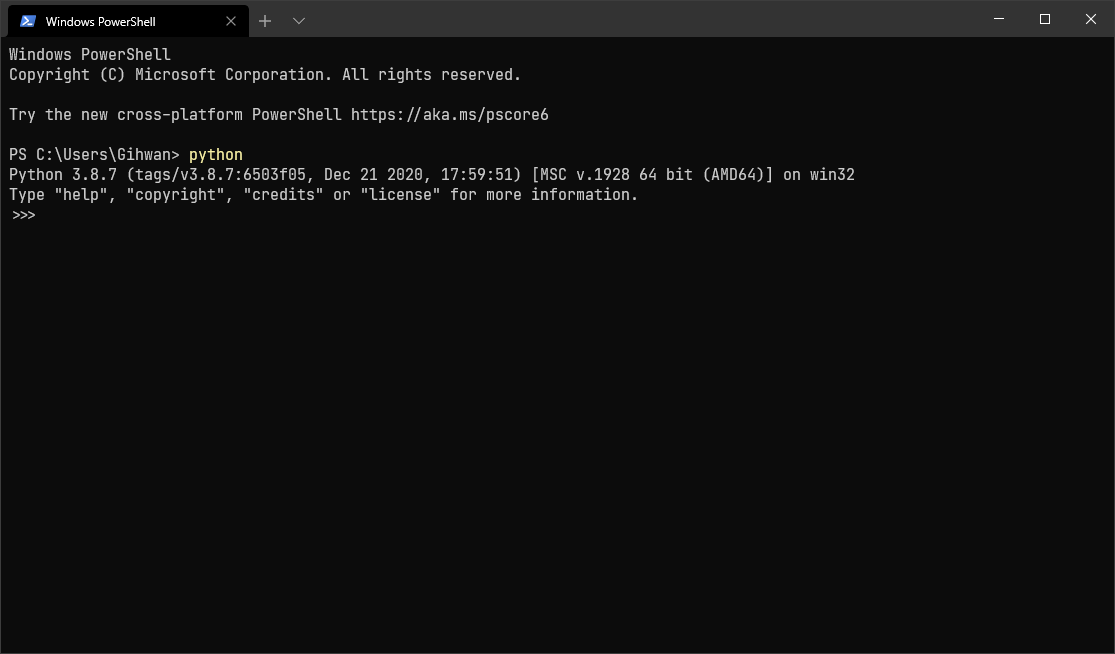 Windows PowerShell
Windows PowerShell
Copyright (C) Microsoft Corporation. All rights reserved.
Try the new cross-platform PowerShell https://aka.ms/pscore6
PS C:\Users\Gihwan> python
Python 3.8.7 (tags/v3.8.7:6503f05, Dec 21 2020, 17:59:51) [MSC v.1928 64 bit (AMD64)] on win32
Type "help", "copyright", "credits" or "license" for more information.
>>>